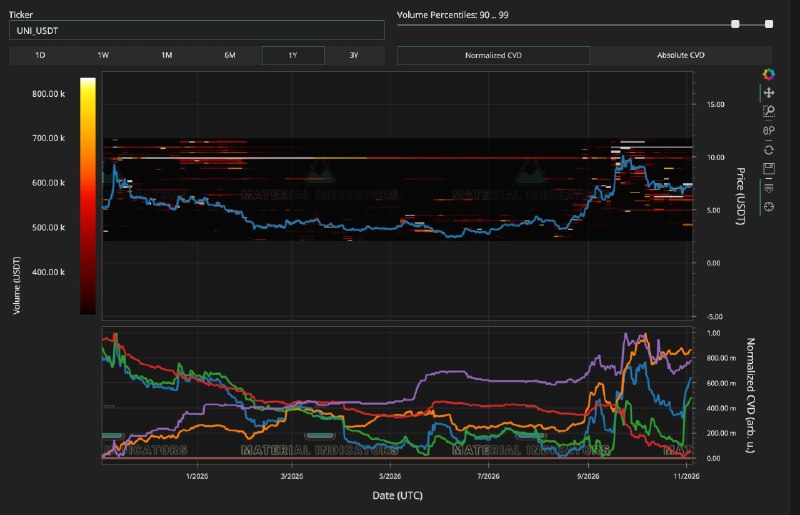 Ticker
Volume Percentiles: 90 .. 99
UNI_USDT
1D 1W 1M 6M 1Y 3Y
Normalized CVD Absolute CVD
800.00 k
700.00 k
600.00 k
500.00 k
400.00 k
Volume (USDT)
15.00
10.00
5.00
0.00
-5.00
Price (USDT)
MATERIAL INDICATORS
MATERIAL INDICATORS
1.00
800.00 m
600.00 m
400.00 m
200.00 m
0.00
Normalized CVD (arb. u.)
INDICATORS
MATERIAL INDICATORS
MATERIAL INDICATORS
MAT
1/2026 3/2026 5/2026 7/2026 9/2026 11/2026
Date (UTC)